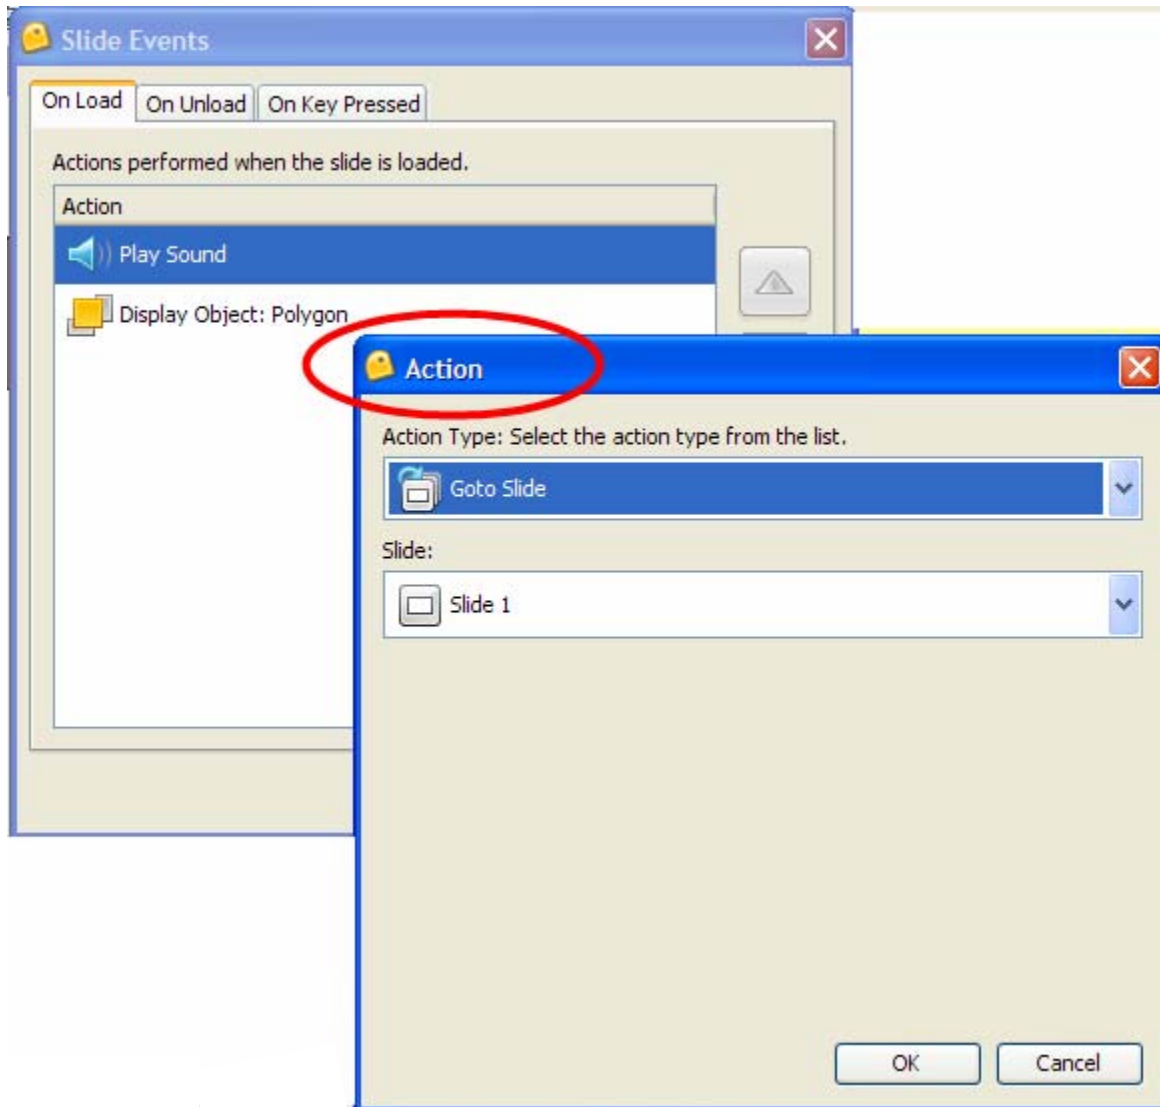 Slide Events
On Load On Unload On Key Pressed
Actions performed when the slide is loaded.
Action
Play Sound
Display Object: Polygon
Action
Action Type: Select the action type from the list.
Goto Slide
Slide:
Slide 1
OK Cancel